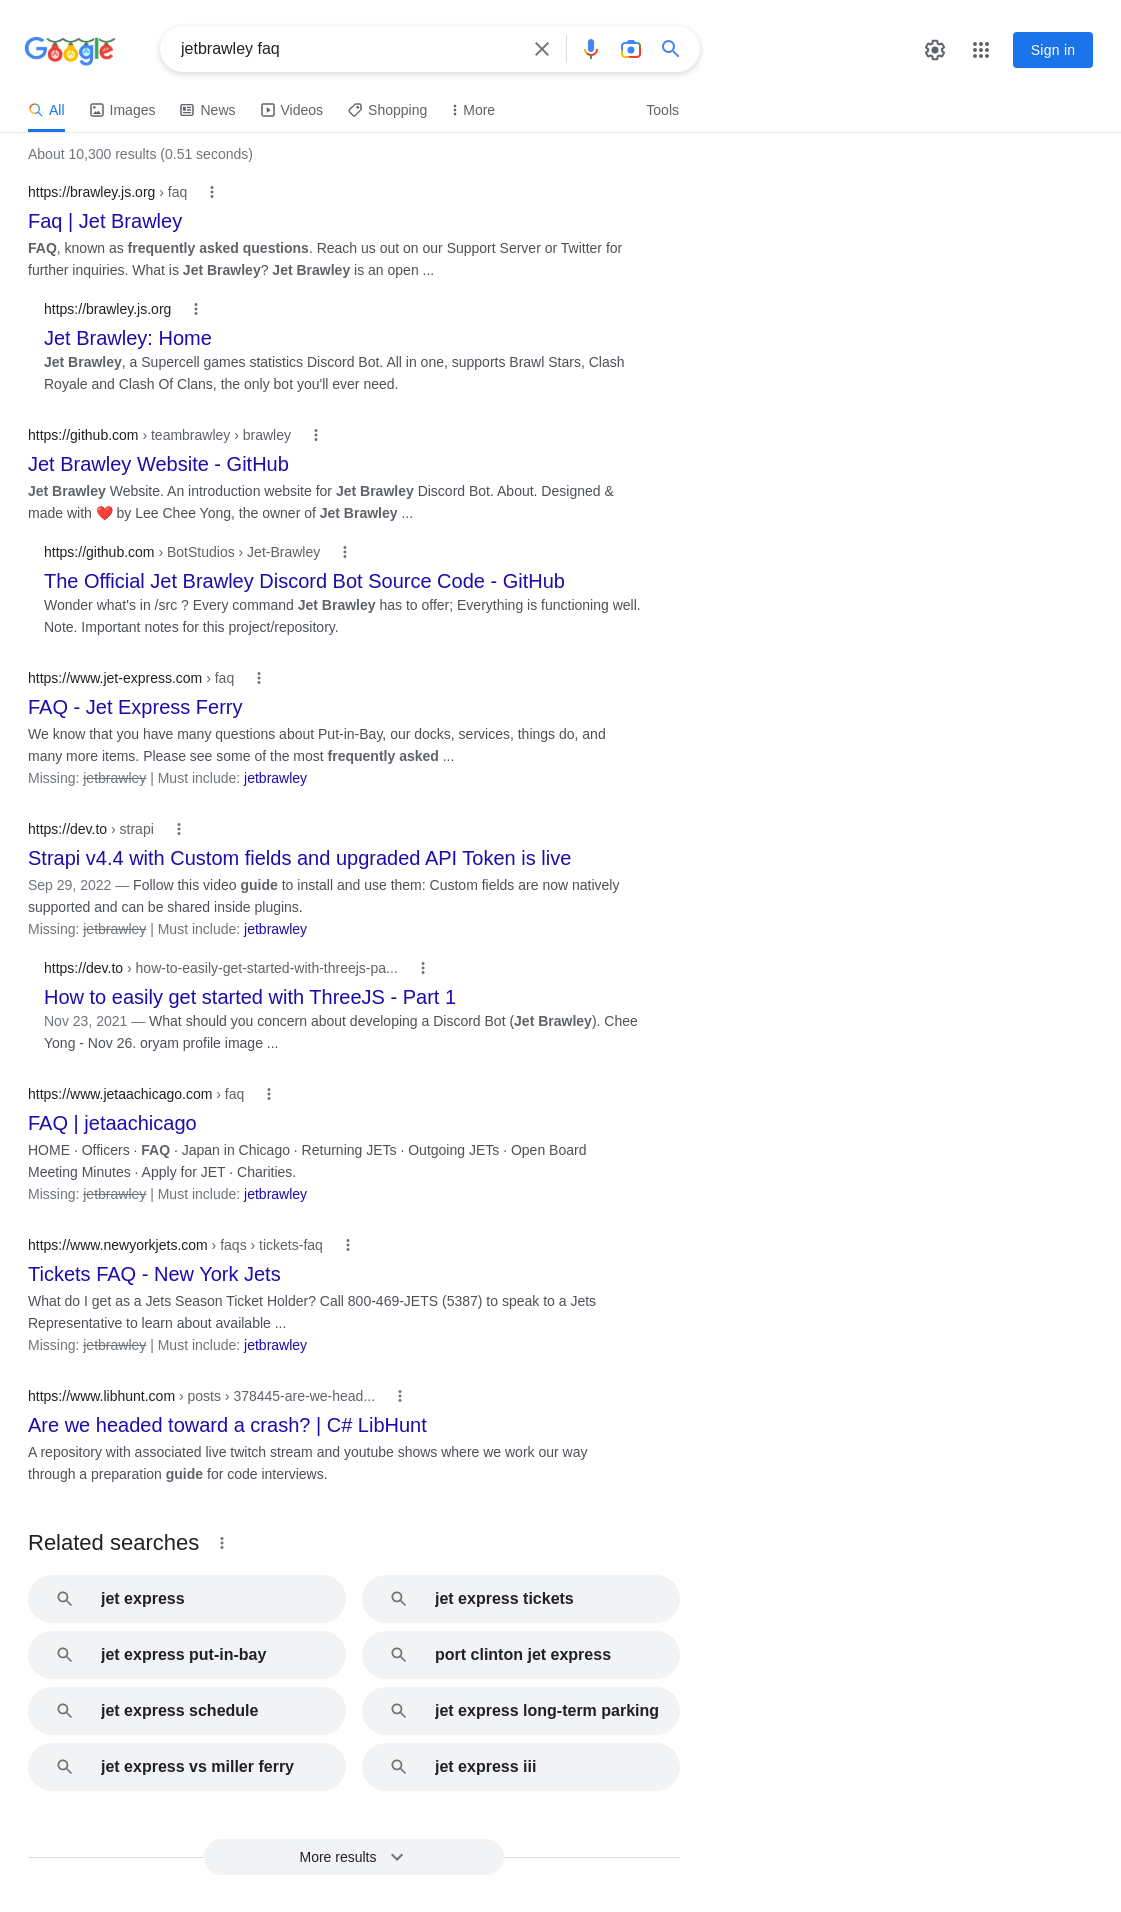 Google
jetbrawley faq
Sign in
All
Images
News
Videos
Shopping
More
Tools
About 10,300 results (0.51 seconds)
https://brawley.js.org › faq
Faq | Jet Brawley
FAQ, known as frequently asked questions. Reach us out on our Support Server or Twitter for
further inquiries. What is Jet Brawley? Jet Brawley is an open ...
https://brawley.js.org
Jet Brawley: Home
Jet Brawley, a Supercell games statistics Discord Bot. All in one, supports Brawl Stars, Clash
Royale and Clash Of Clans, the only bot you'll ever need.
https://github.com › teambrawley › brawley
Jet Brawley Website - GitHub
Jet Brawley Website. An introduction website for Jet Brawley Discord Bot. About. Designed &
made with ❤️ by Lee Chee Yong, the owner of Jet Brawley ...
https://github.com › BotStudios › Jet-Brawley
The Official Jet Brawley Discord Bot Source Code - GitHub
Wonder what's in /src ? Every command Jet Brawley has to offer; Everything is functioning well.
Note. Important notes for this project/repository.
https://www.jet-express.com › faq
FAQ - Jet Express Ferry
We know that you have many questions about Put-in-Bay, our docks, services, things do, and
many more items. Please see some of the most frequently asked ...
Missing: jetbrawley | Must include: jetbrawley
https://dev.to › strapi
Strapi v4.4 with Custom fields and upgraded API Token is live
Sep 29, 2022 — Follow this video guide to install and use them: Custom fields are now natively
supported and can be shared inside plugins.
Missing: jetbrawley | Must include: jetbrawley
https://dev.to › how-to-easily-get-started-with-threejs-pa...
How to easily get started with ThreeJS - Part 1
Nov 23, 2021 — What should you concern about developing a Discord Bot (Jet Brawley). Chee
Yong - Nov 26. oryam profile image ...
https://www.jetaachicago.com › faq
FAQ | jetaachicago
HOME · Officers · FAQ · Japan in Chicago · Returning JETs · Outgoing JETs · Open Board
Meeting Minutes · Apply for JET · Charities.
Missing: jetbrawley | Must include: jetbrawley
https://www.newyorkjets.com › faqs › tickets-faq
Tickets FAQ - New York Jets
What do I get as a Jets Season Ticket Holder? Call 800-469-JETS (5387) to speak to a Jets
Representative to learn about available ...
Missing: jetbrawley | Must include: jetbrawley
https://www.libhunt.com › posts › 378445-are-we-head...
Are we headed toward a crash? | C# LibHunt
A repository with associated live twitch stream and youtube shows where we work our way
through a preparation guide for code interviews.
Related searches
jet express
jet express tickets
jet express put-in-bay
port clinton jet express
jet express schedule
jet express long-term parking
jet express vs miller ferry
jet express iii
More results